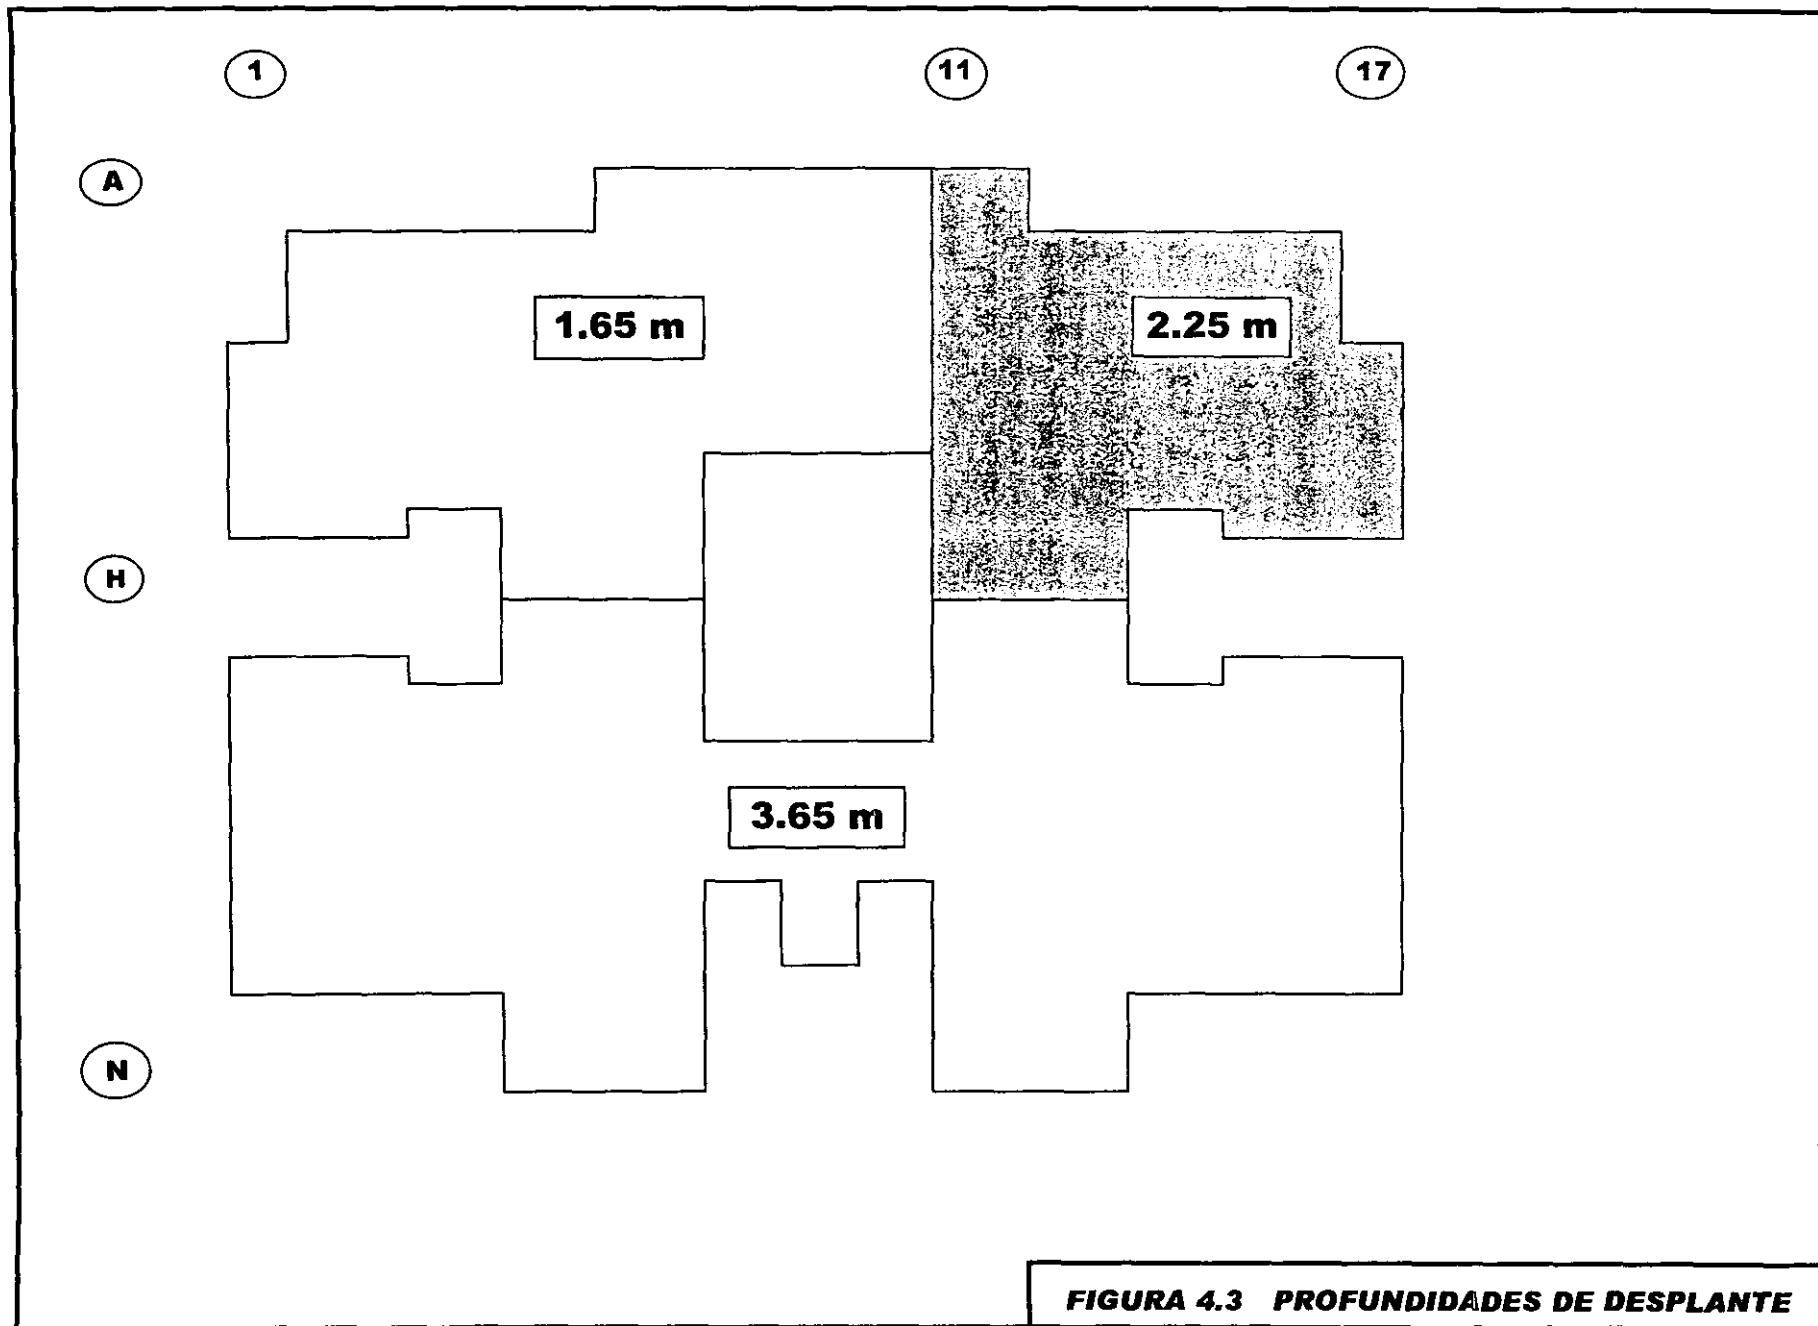 1 11 17
A
1.65 m 2.25 m
H
3.65 m
N
FIGURA 4.3 PROFUNDIDADES DE DESPLANTE